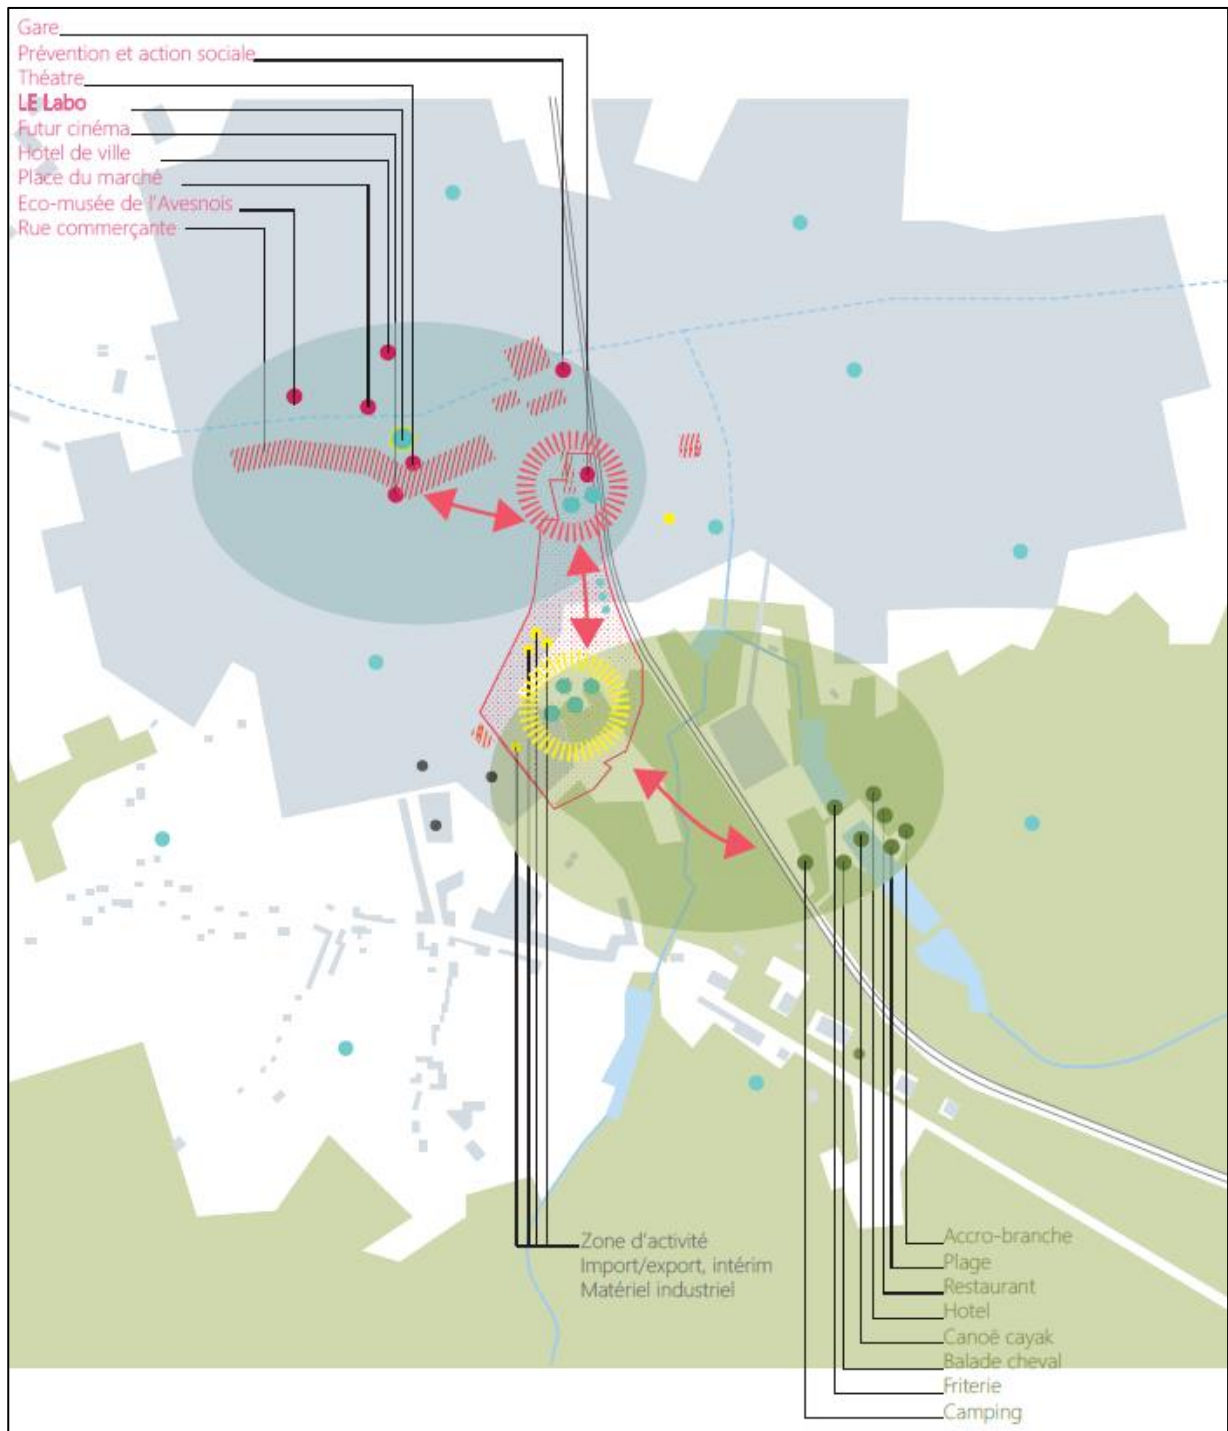 Gare
Prévention et action sociale
Théatre
LE Labo
Futur cinéma
Hotel de ville
Place du marché
Eco-musée de l'Avesnois
Rue commerçante
Zone d'activité
Import/export, intérim
Matériel industriel
Accro-branche
Plage
Restaurant
Hotel
Canoë cayak
Balade cheval
Friterie
Camping